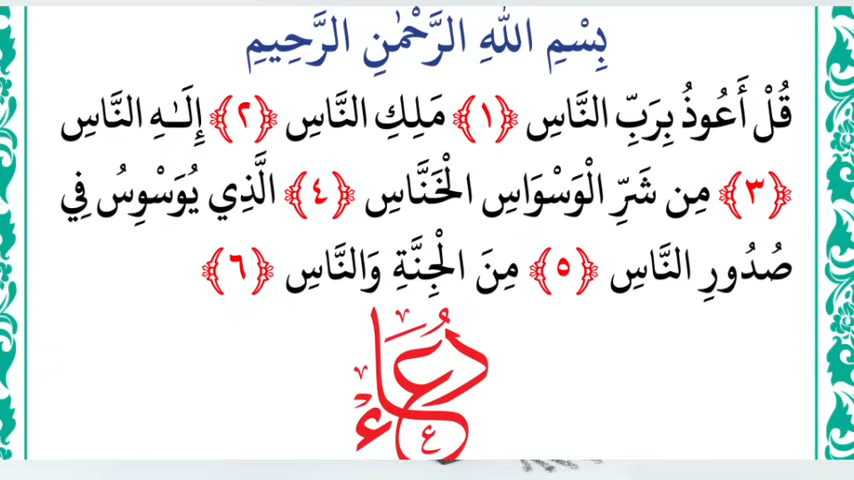 بِسْمِ اللهِ الرَّحْمٰنِ الرَّحِيمِ
قُلْ أَعُوذُ بِرَبِّ النَّاسِ ﴿١﴾ مَلِكِ النَّاسِ ﴿٢﴾ إِلَـٰهِ النَّاسِ
﴿٣﴾ مِن شَرِّ الْوَسْوَاسِ الْخَنَّاسِ ﴿٤﴾ الَّذِي يُوَسْوِسُ فِي
صُدُورِ النَّاسِ ﴿٥﴾ مِنَ الْجِنَّةِ وَالنَّاسِ ﴿٦﴾
دُعَاء